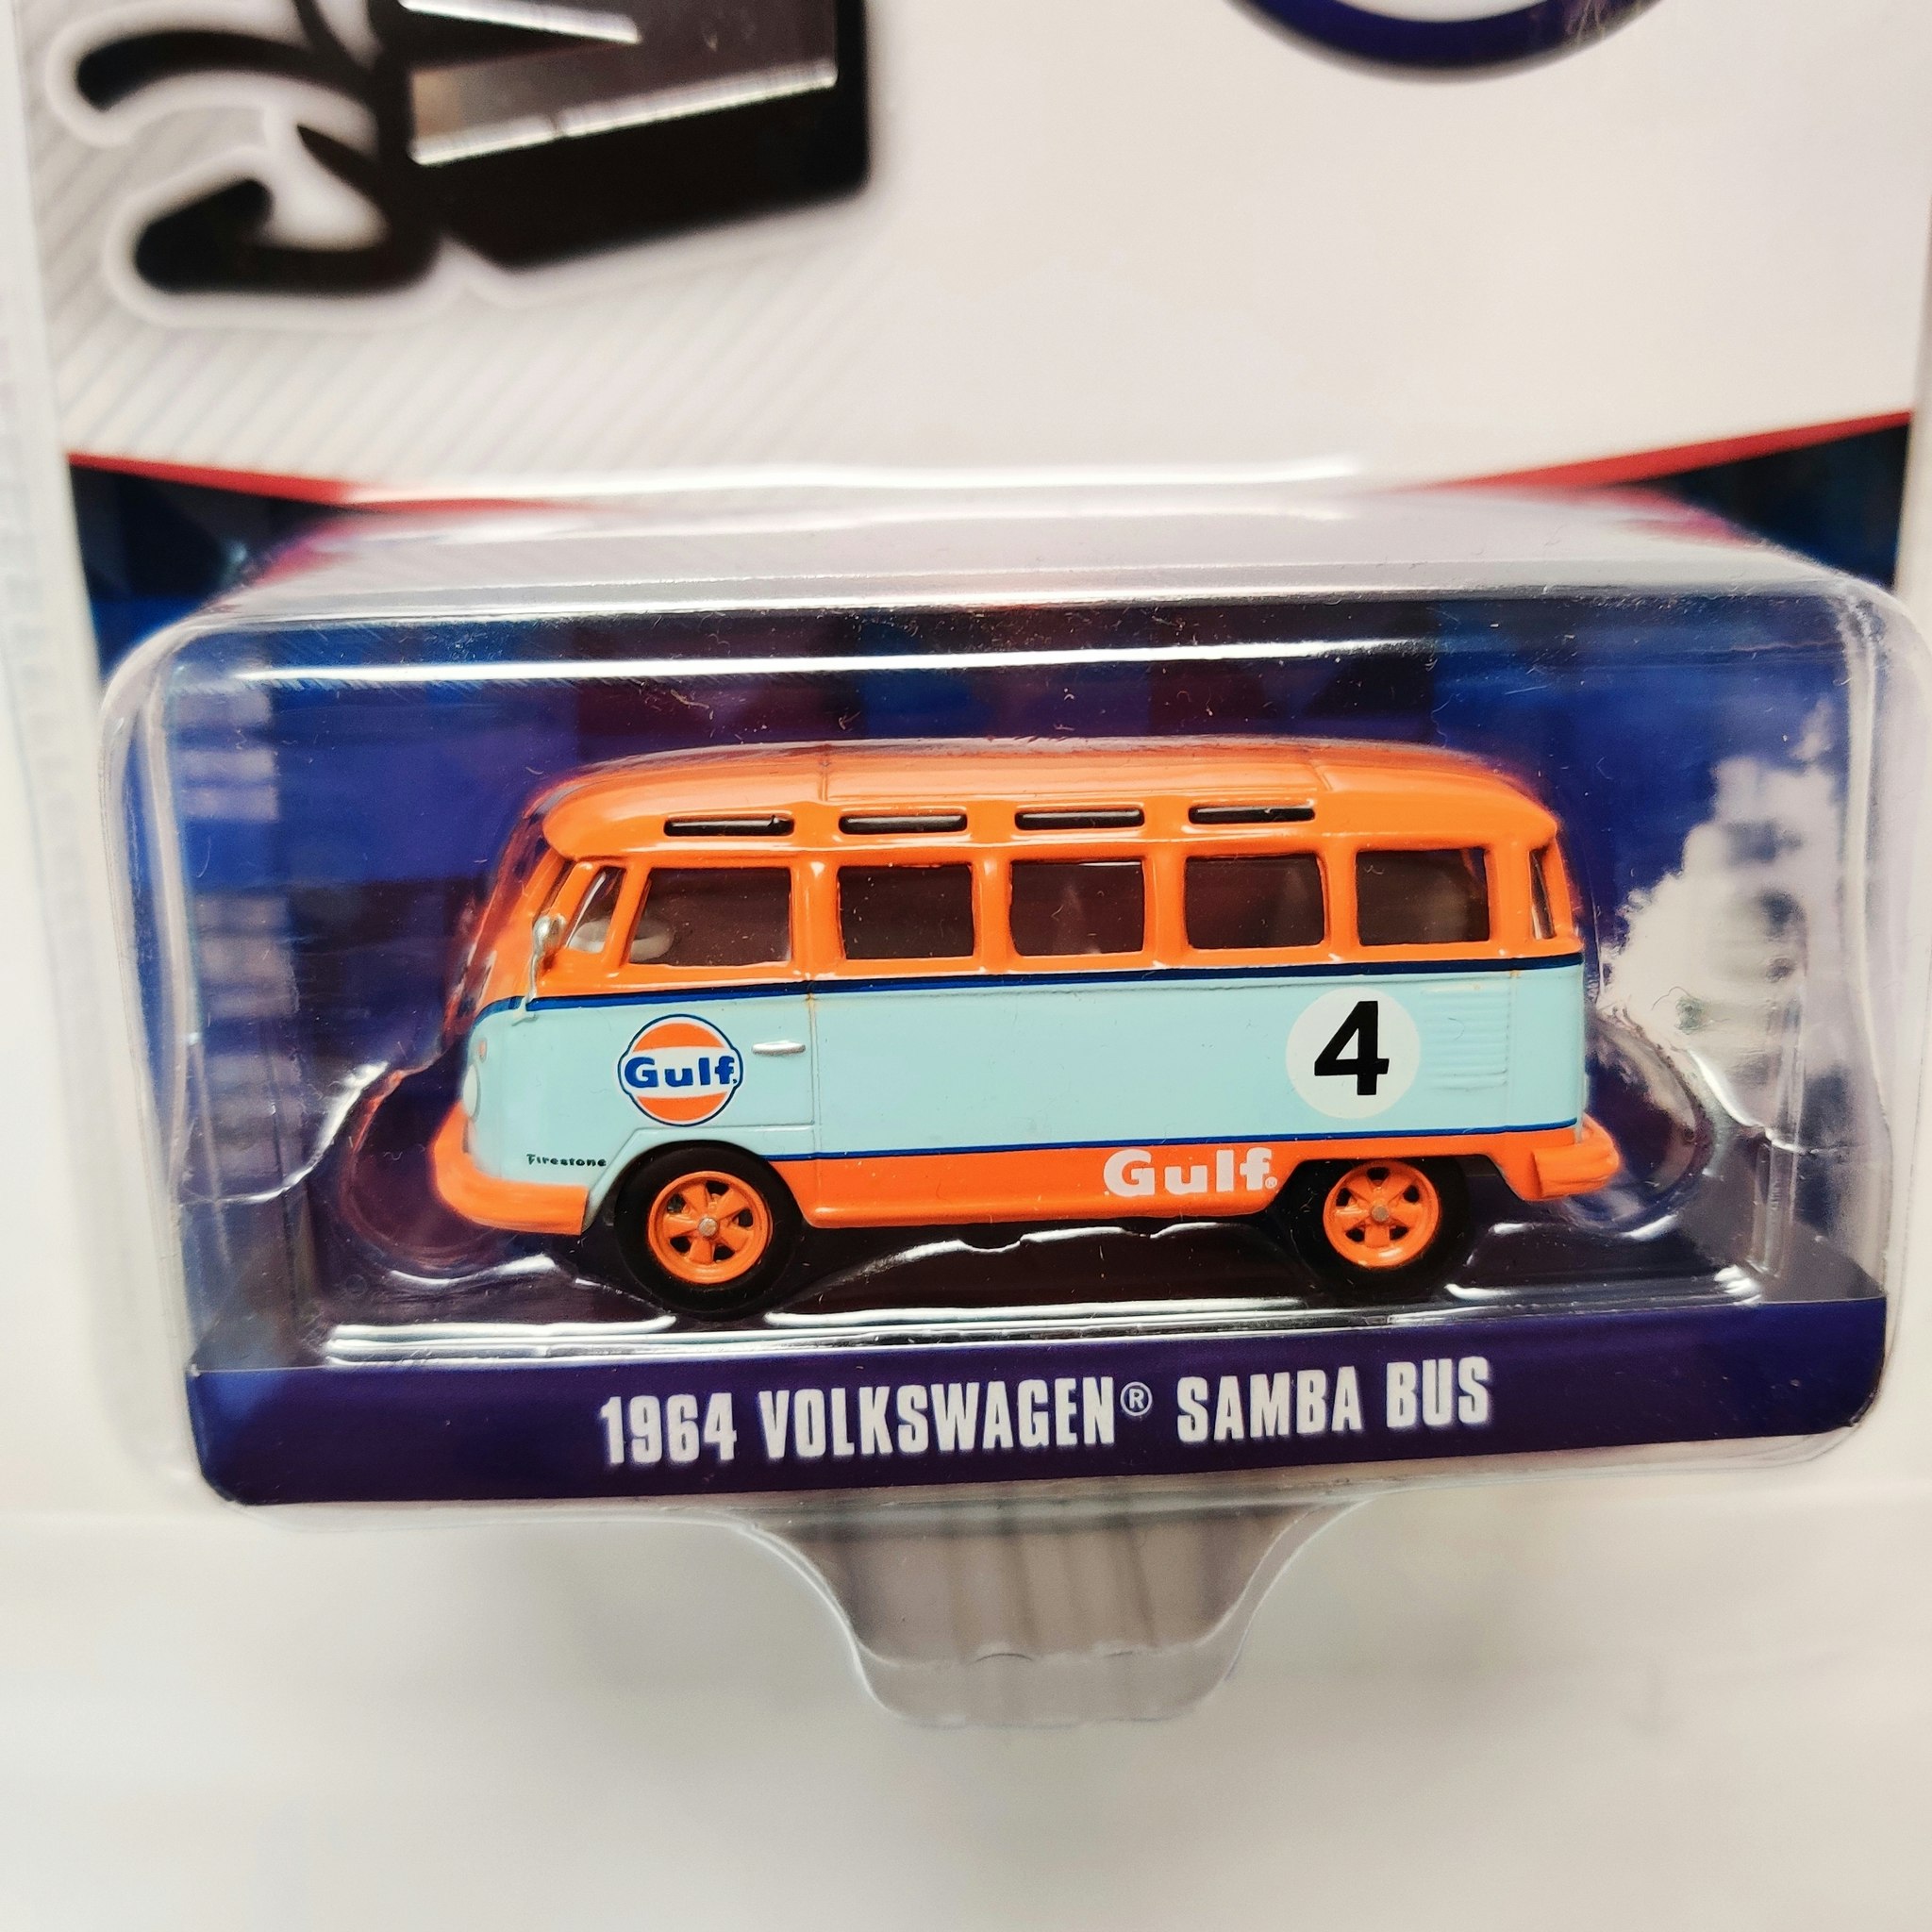 Gulf
4
Firestone
Gulf®
1964 VOLKSWAGEN® SAMBA BUS